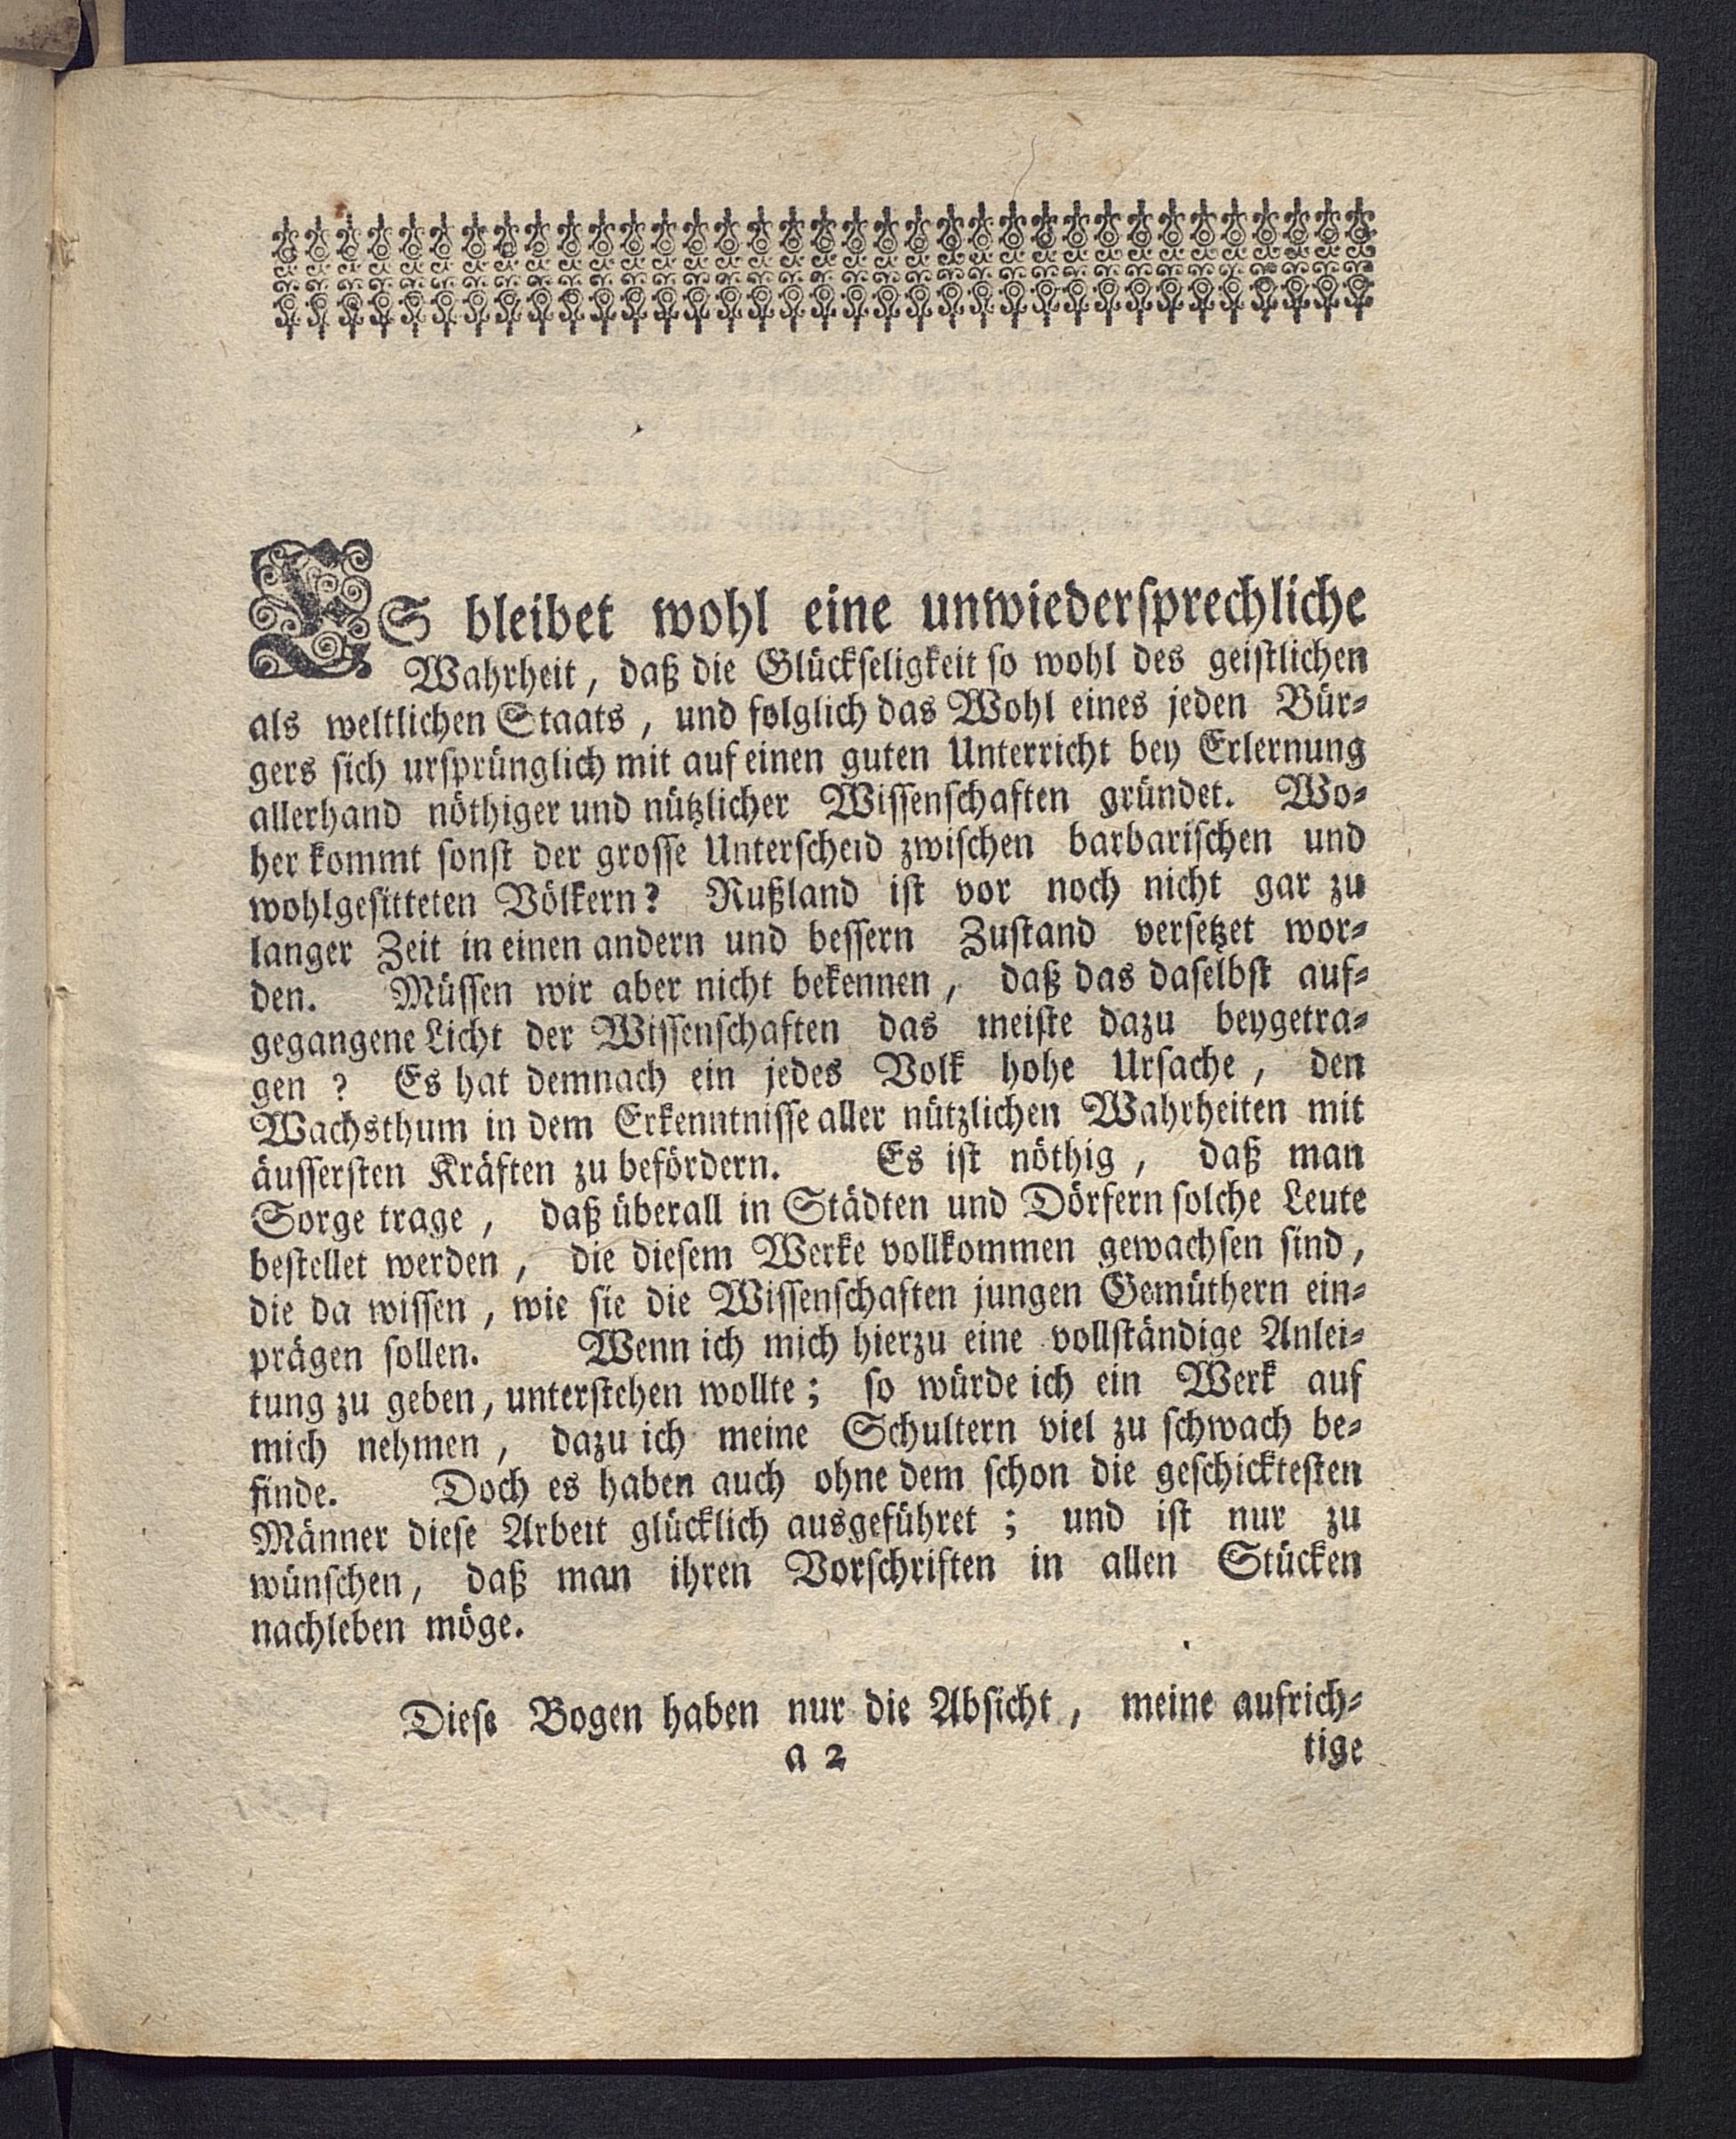 ES bleibet wohl eine unwiedersprechliche
Wahrheit, daß die Glückseligkeit so wohl des geistlichen
als weltlichen Staats, und folglich das Wohl eines jeden Bür-
gers sich ursprünglich mit auf einen guten Unterricht bey Erlernung
allerhand nöthiger und nützlicher Wissenschaften gründet. Wo-
her kommt sonst der grosse Unterscheid zwischen barbarischen und
wohlgesitteten Völkern? Rußland ist vor noch nicht gar zu
langer Zeit in einen andern und bessern Zustand versetzet wor-
den. Müssen wir aber nicht bekennen, daß das daselbst auf-
gegangene Licht der Wissenschaften das meiste dazu beygetra-
gen ? Es hat demnach ein jedes Volk hohe Ursache, den
Wachsthum in dem Erkenntnisse aller nützlichen Wahrheiten mit
äussersten Kräften zu befördern. Es ist nöthig, daß man
Sorge trage, daß überall in Städten und Dörfern solche Leute
bestellet werden, die diesem Werke vollkommen gewachsen sind,
die da wissen, wie sie die Wissenschaften jungen Gemüthern ein-
prägen sollen. Wenn ich mich hierzu eine vollständige Anlei-
tung zu geben, unterstehen wollte; so würde ich ein Werk auf
mich nehmen, dazu ich meine Schultern viel zu schwach be-
finde. Doch es haben auch ohne dem schon die geschicktesten
Männer diese Arbeit glücklich ausgeführet; und ist nur zu
wünschen, daß man ihren Vorschriften in allen Stücken
nachleben möge.
Diese Bogen haben nur die Absicht, meine aufrich-
a 2 tige